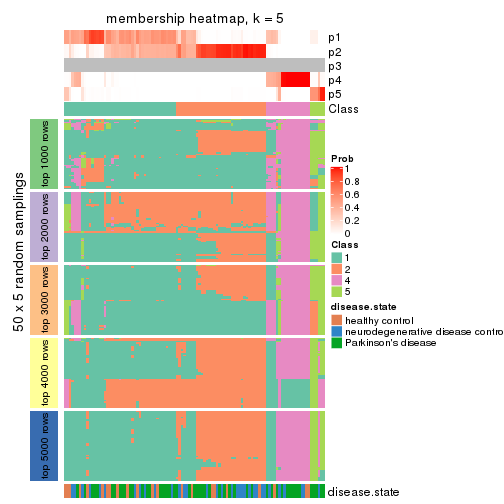 membership heatmap, k = 5
p1
p2
p3
p4
p5
Class
50 x 5 random samplings
top 1000 rows
top 2000 rows
top 3000 rows
top 4000 rows
top 5000 rows
Prob
1
0.8
0.6
0.4
0.2
0
Class
1
2
4
5
disease.state
healthy control
neurodegenerative disease contro
Parkinson's disease
disease.state